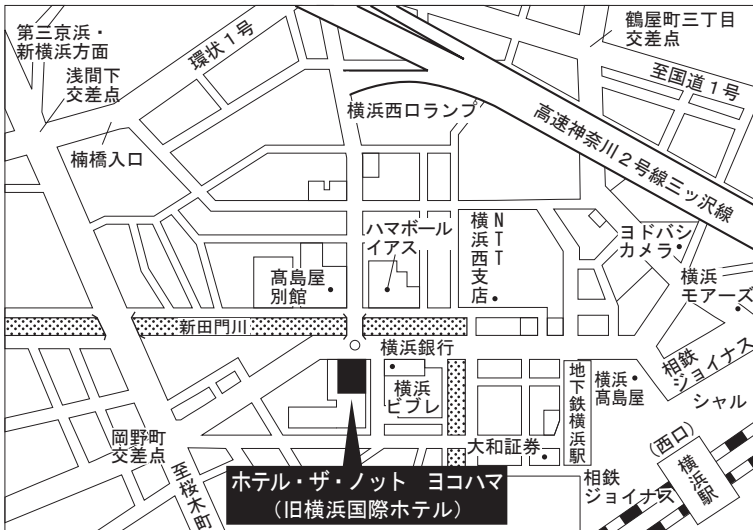 第三京浜・
新横浜方面
浅間下
交差点
楠橋入口
環状1号
横浜西口ランプ
鶴屋町三丁目
交差点
至国道1号
高速神奈川2号線三ッ沢線
ハマボール
イアス
髙島屋
別館
NTT
横浜西支店
ヨドバシ
カメラ
横浜
モアーズ
新田間川
横浜銀行
横浜
ビブレ
地下鉄横浜駅
横浜
髙島屋
相鉄
ジョイナス
シャル
岡野町
交差点
至桜木町
大和証券
相鉄
ジョイナス
(西口)
横浜駅
ホテル・ザ・ノット ヨコハマ
(旧横浜国際ホテル)